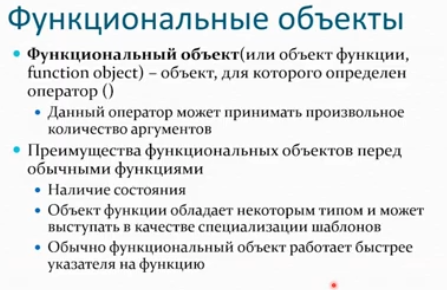 Функциональные объекты
Функциональный объект(или объект функции,
function object) – объект, для которого определен
оператор ()
Данный оператор может принимать произвольное
количество аргументов
Преимущества функциональных объектов перед
обычными функциями
Наличие состояния
Объект функции обладает некоторым типом и может
выступать в качестве специализации шаблонов
Обычно функциональный объект работает быстрее
указателя на функцию